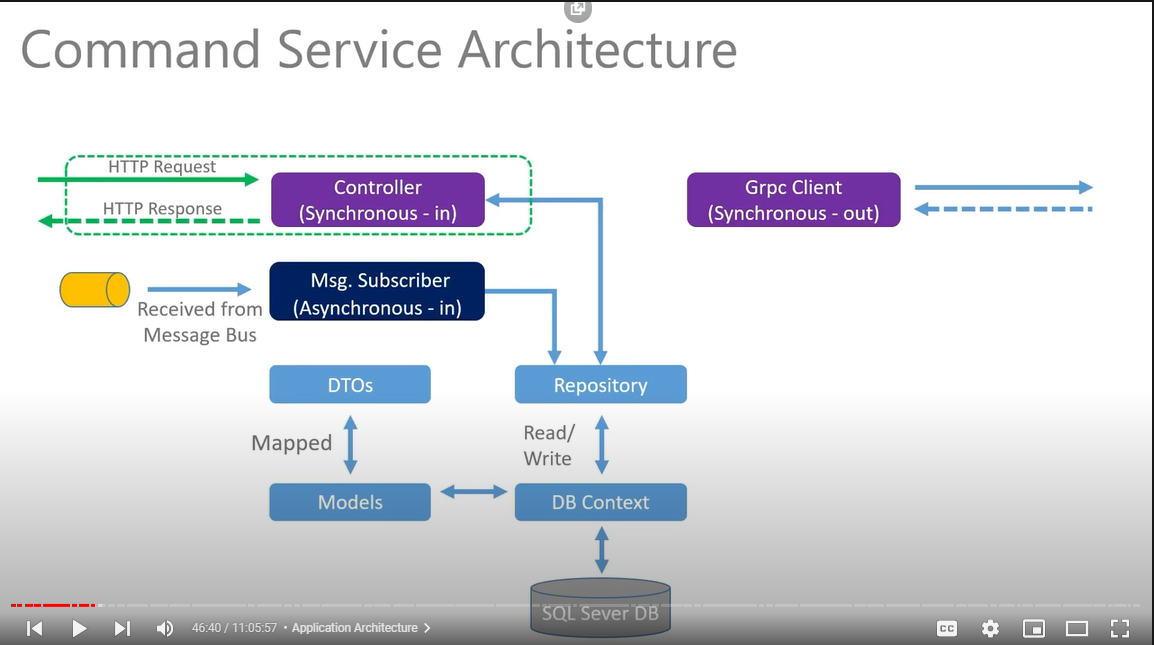 Command Service Architecture
HTTP Request
HTTP Response
Controller
(Synchronous - in)
Grpc Client
(Synchronous - out)
Msg. Subscriber
(Asynchronous - in)
Received from
Message Bus
DTOs
Repository
Mapped
Read/
Write
Models
DB Context
SQL Sever DB
46:40 / 11:05:57 • Application Architecture
CC